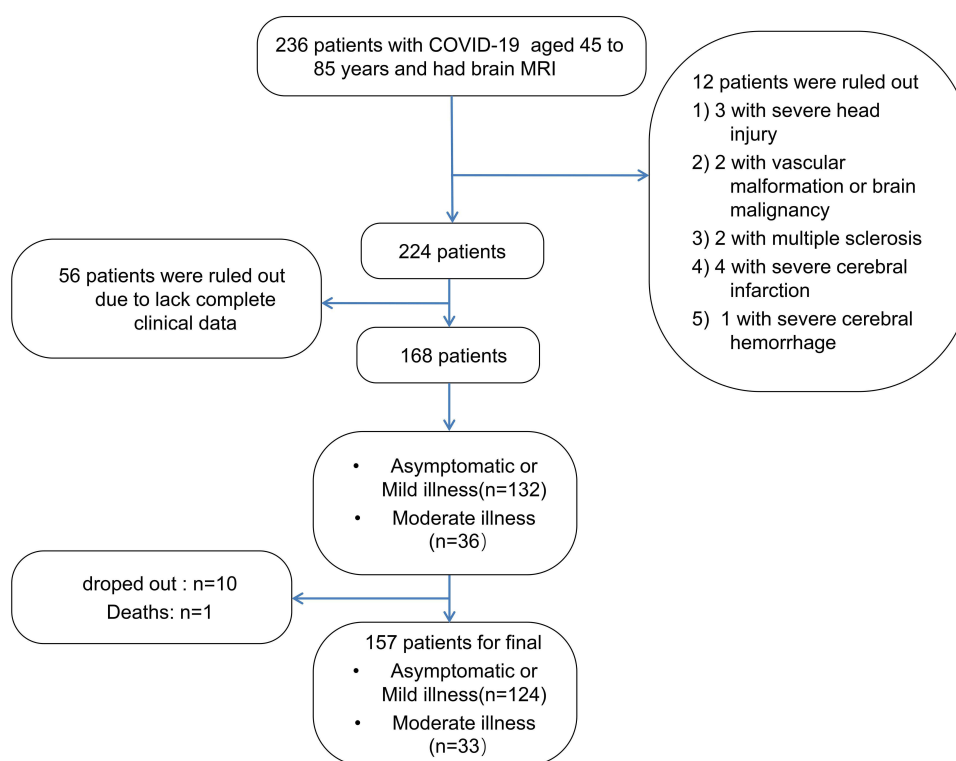 236 patients with COVID-19 aged 45 to
85 years and had brain MRI
12 patients were ruled out
1) 3 with severe head
injury
2) 2 with vascular
malformation or brain
malignancy
3) 2 with multiple sclerosis
4) 4 with severe cerebral
infarction
5) 1 with severe cerebral
hemorrhage
224 patients
56 patients were ruled out
due to lack complete
clinical data
168 patients
• Asymptomatic or
Mild illness(n=132)
• Moderate illness
(n=36）
droped out : n=10
Deaths: n=1
157 patients for final
• Asymptomatic or
Mild illness(n=124)
• Moderate illness
(n=33）